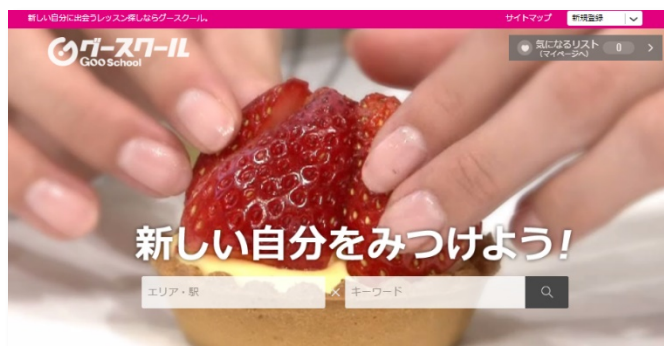 新しい自分に出会うレッスン探しならグースクール。
サイトマップ
新規登録
グースクール
GOO School
気になるリスト
(マイページへ)
0
新しい自分をみつけよう!
エリア・駅
×
キーワード